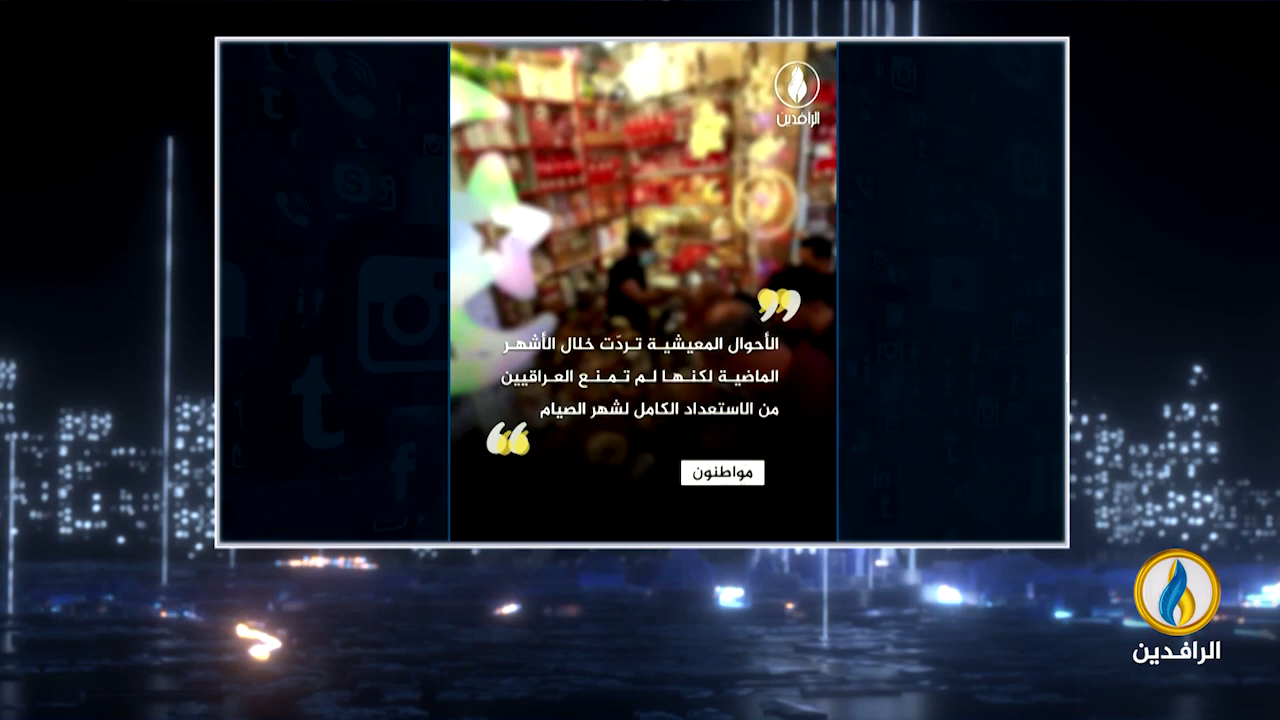 الرافدين
الأحوال المعيشية تردّت خلال الأشهر
الماضية لكنها لم تمنع العراقيين
من الاستعداد الكامل لشهر الصيام
مواطنون
الرافدين